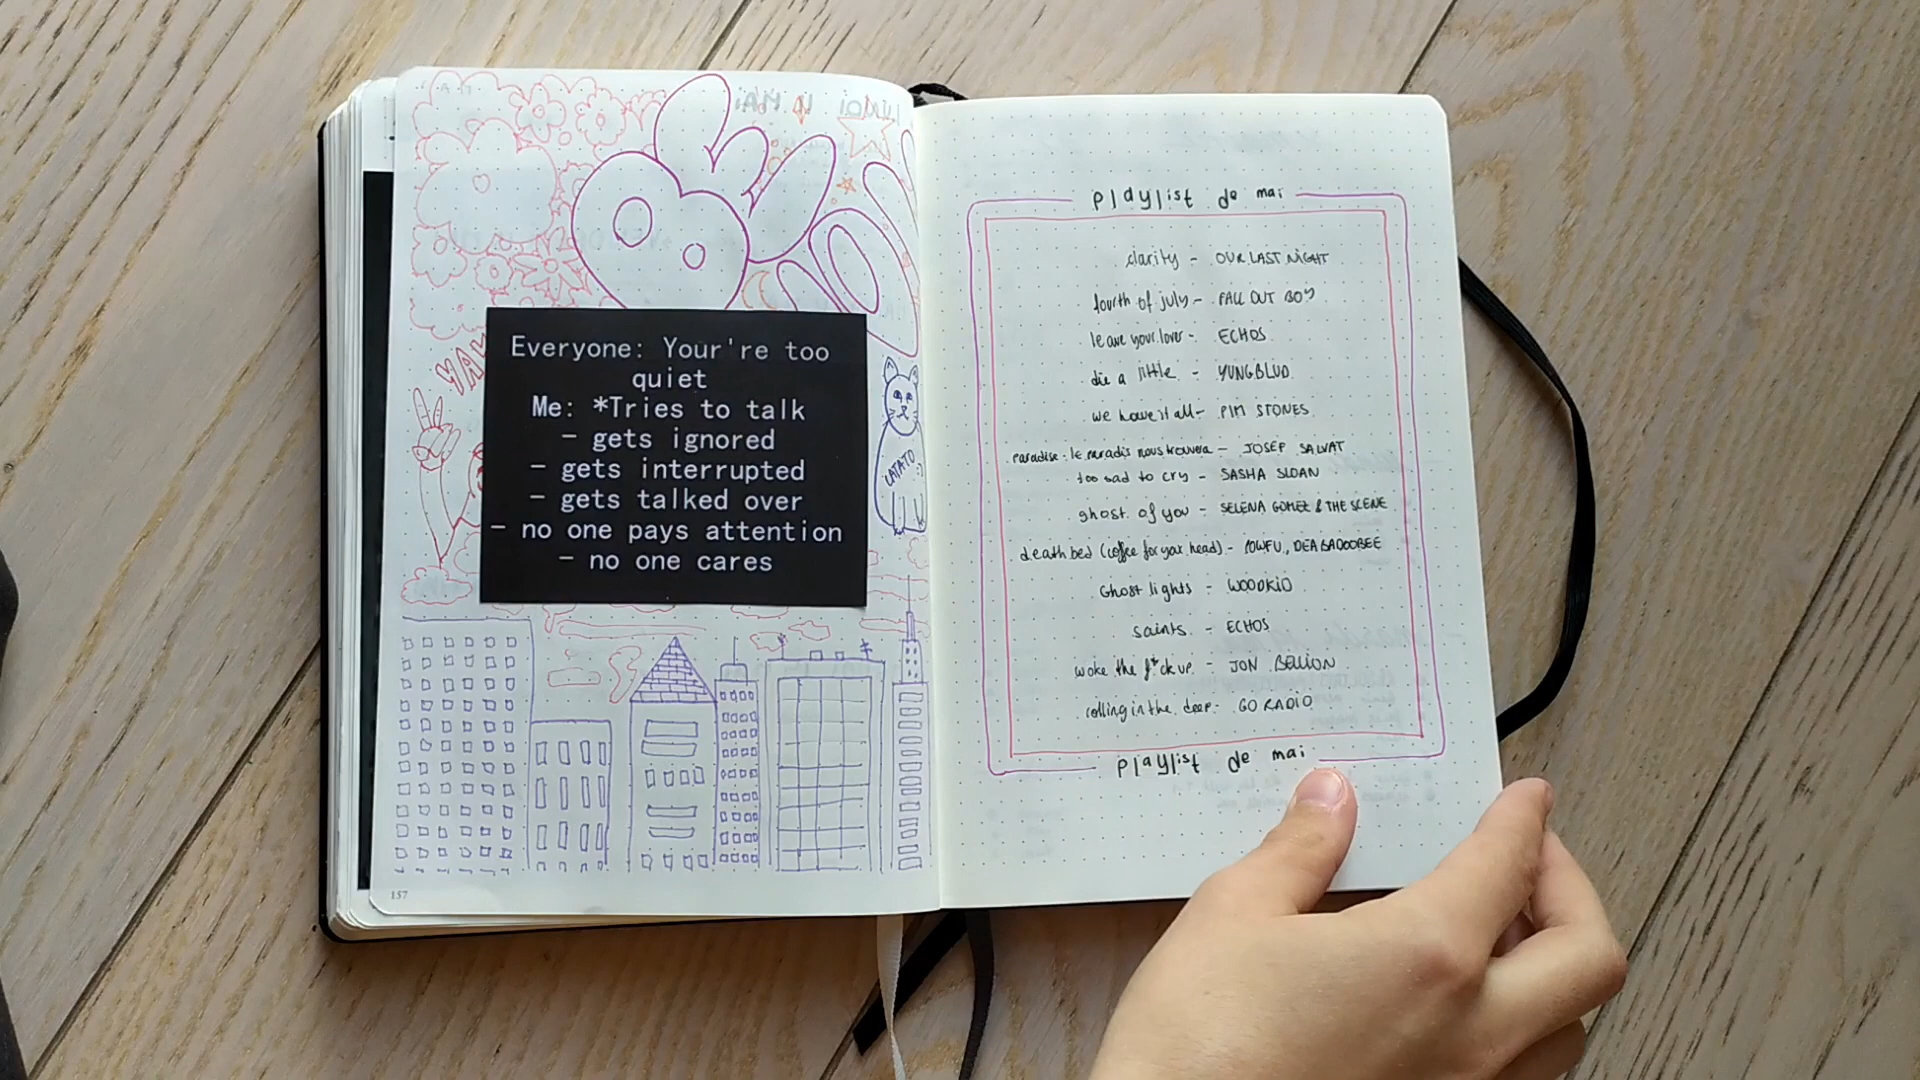 Everyone: Your're too
quiet
Me: *Tries to talk
- gets ignored
- gets interrupted
- gets talked over
- no one pays attention
- no one cares
CATATO :)
157
playlist de mai
clarity - OUR LAST NIGHT
fourth of july - FALL OUT BOY
leave your lover - ECHOS
die a little - YUNGBLUD
we have it all - PIM STONES
paradise: le paradis nous trouvera - JOSEF SALVAT
too sad to cry - SASHA SLOAN
ghost of you - SELENA GOMEZ & THE SCENE
death bed (coffee for your head) - POWFU, BEABADOOBEE
Ghost lights - WOODKID
saints - ECHOS
woke the f*ck up - JON BELLION
rolling in the deep - GO RADIO
playlist de mai